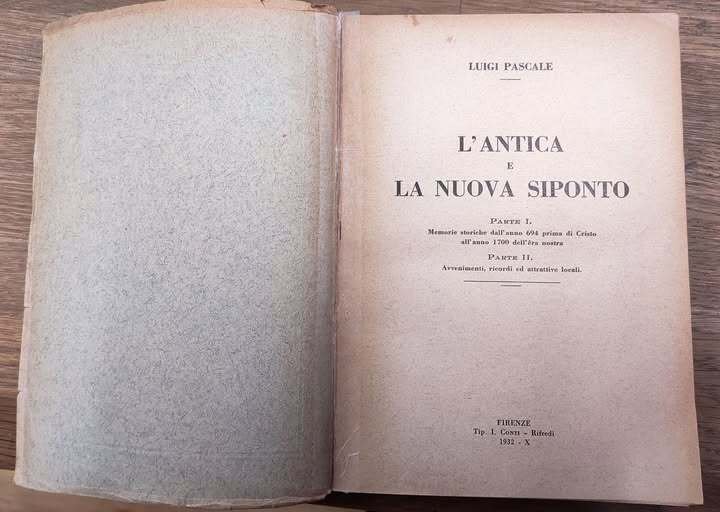 LUIGI PASCALE
L'ANTICA
E
LA NUOVA SIPONTO
PARTE I.
Memorie storiche dall'anno 694 prima di Cristo
all'anno 1700 dell'èra nostra
PARTE II.
Avvenimenti, ricordi ed attrattive locali.
FIRENZE
Tip. I. CONTI - Rifredi
1932 - X